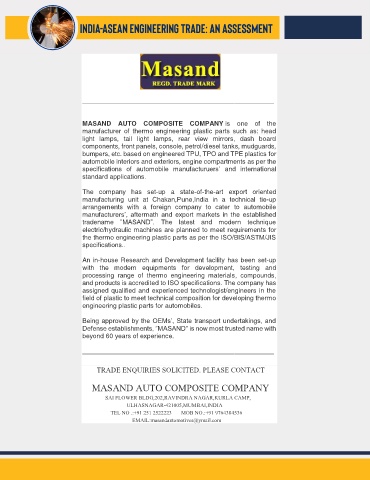 INDIA-ASEAN ENGINEERING TRADE: AN ASSESSMENT
Masand
REGD. TRADE MARK
MASAND AUTO COMPOSITE COMPANY is one of the
manufacturer of thermo engineering plastic parts such as: head
light lamps, tail light lamps, rear view mirrors, dash board
components, front panels, console, petrol/diesel tanks, mudguards,
bumpers, etc. based on engineered TPU, TPO and TPE plastics for
automobile interiors and exteriors, engine compartments as per the
specifications of automobile manufacturuers' and international
standard applications
The company has set-up a state-of-the-art export oriented
manufacturing unit at Chakan,Pune,India in a technical tie-up
arrangements with a foreign company to cater to automobile
manufacturers', aftermath and export markets in the established
tradename "MASAND". The latest and modern technique
electric/hydraulic machines are planned to meet requirements for
the thermo engineering plastic parts as per the ISO/BIS/ASTM/JIS
specifications..
An in-house Research and Development facility has been set-up
with the modern equipments for development, testing and
processing range of thermo engineering materials, compounds,
and products is accredited to ISO specifications. The company has
assigned qualified and experienced technologist/engineers in the
field of plastic to meet technical composition for developing thermo
engineering plastic parts for automobiles.
Being approved by the OEMs', State transport undertakings, and
Defense establishments, "MASAND" is now most trusted name with
beyond 60 years of experience.
TRADE ENQUIRIES SOLICITED. PLEASE CONTACT
MASAND AUTO COMPOSITE COMPANY
SAI FLOWER BLDG,202,RAVINDRA NAGAR,KURLA CAMP,
ULHASNAGAR-421005,MUMBAI,INDIA
TEL NO .:+91 251 2522223 MOB NO.:+91 9764384536